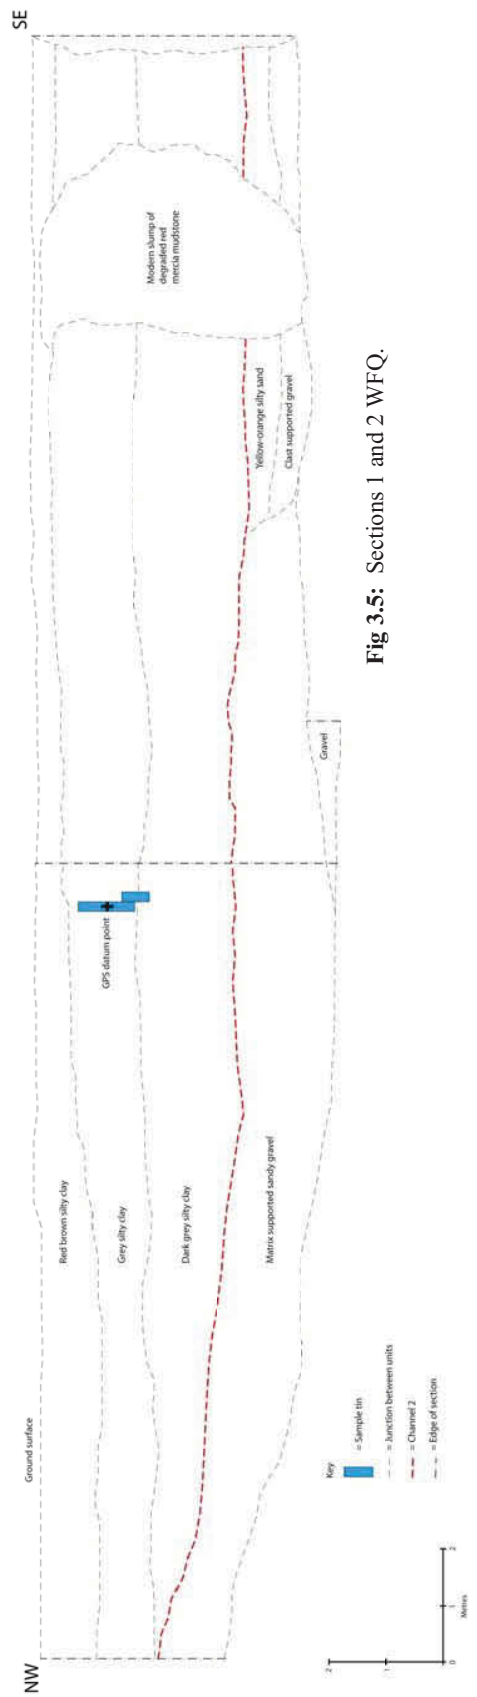 NW
SE
Ground surface
Red brown silty clay
Grey silty clay
Dark grey silty clay
Matrix supported sandy gravel
GPS datum point
Gravel
Yellow-orange silty sand
Clast supported gravel
Modern slump of
degraded red
mercia mudstone
Key
= Sample tin
= Junction between units
= Channel 2
= Edge of section
2
1
0
1
2
Metres
Fig 3.5: Sections 1 and 2 WFQ.